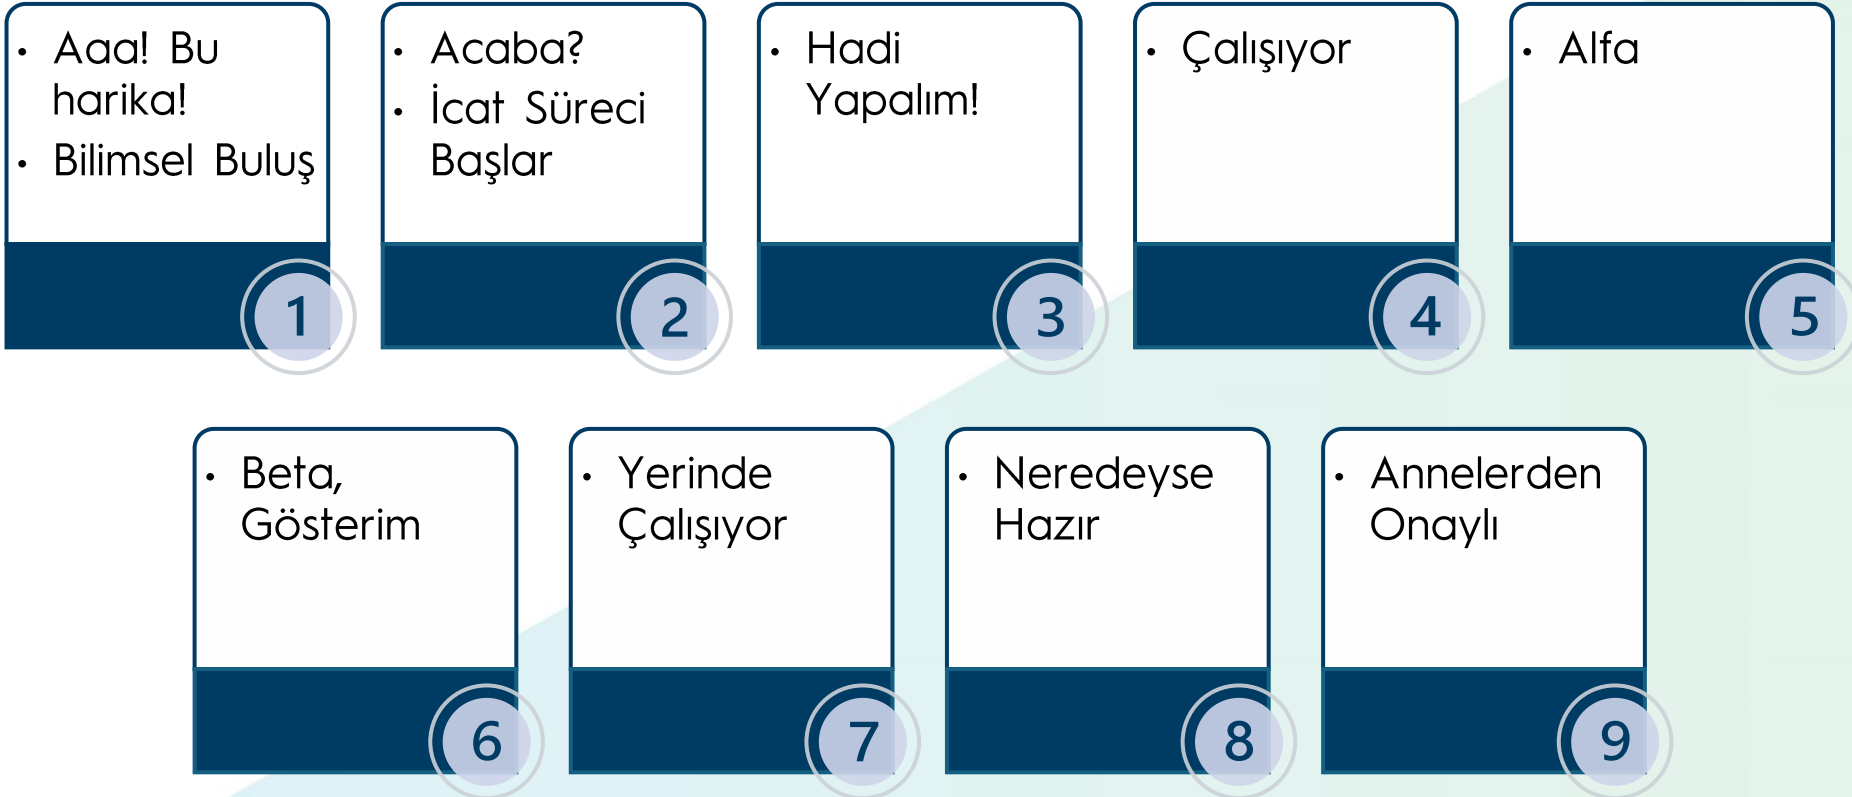 • Aaa! Bu
harika!
• Bilimsel Buluş
1
• Acaba?
• İcat Süreci
Başlar
2
• Hadi
Yapalım!
3
• Çalışıyor
4
• Alfa
5
• Beta,
Gösterim
6
• Yerinde
Çalışıyor
7
• Neredeyse
Hazır
8
• Annelerden
Onaylı
9